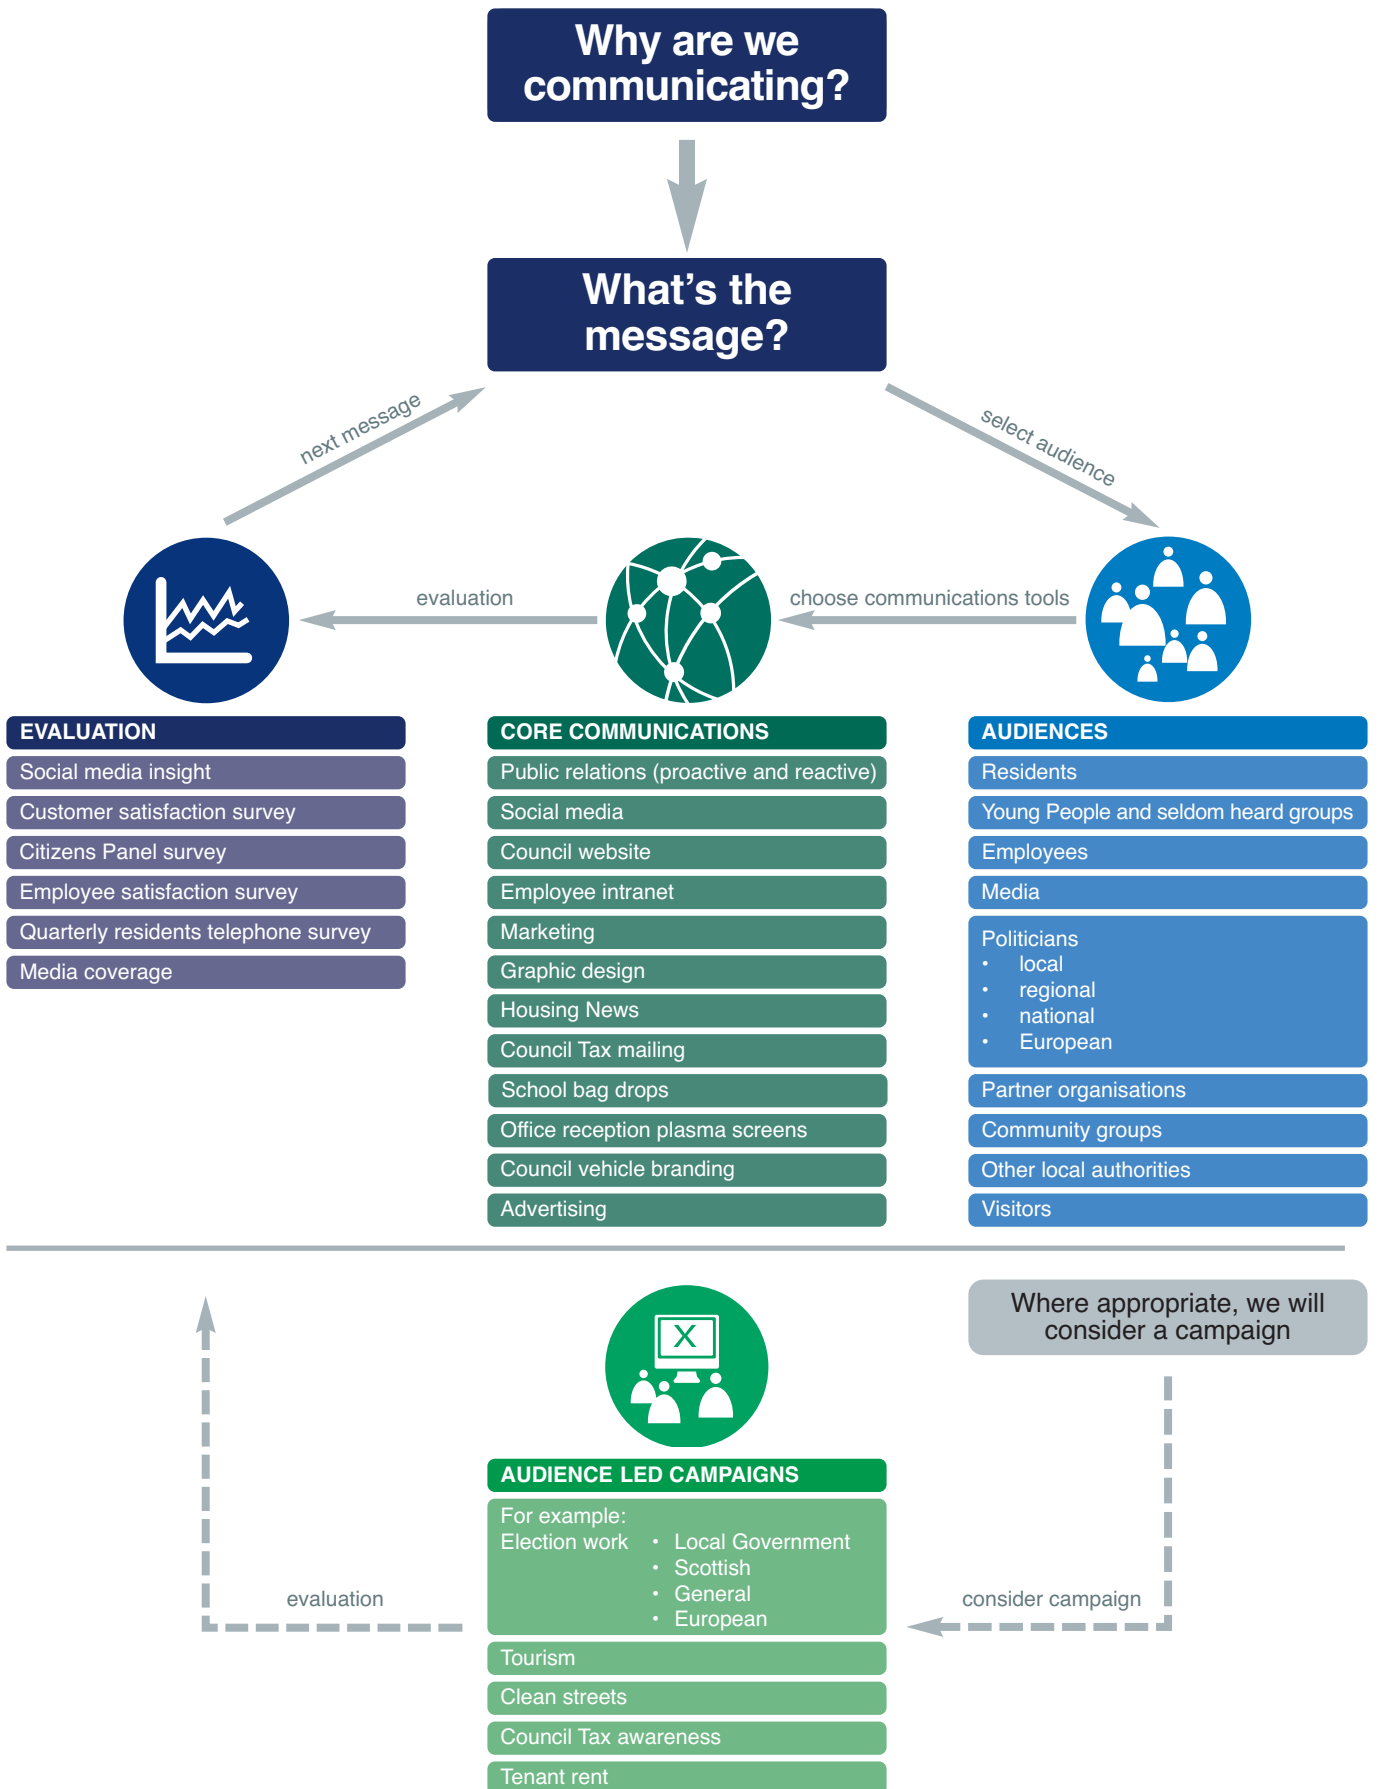 Why are we
communicating?
What’s the
message?
next message
select audience
evaluation
choose communications tools
EVALUATION
Social media insight
Customer satisfaction survey
Citizens Panel survey
Employee satisfaction survey
Quarterly residents telephone survey
Media coverage
CORE COMMUNICATIONS
Public relations (proactive and reactive)
Social media
Council website
Employee intranet
Marketing
Graphic design
Housing News
Council Tax mailing
School bag drops
Office reception plasma screens
Council vehicle branding
Advertising
AUDIENCES
Residents
Young People and seldom heard groups
Employees
Media
Politicians
• local
• regional
• national
• European
Partner organisations
Community groups
Other local authorities
Visitors
Where appropriate, we will
consider a campaign
X
AUDIENCE LED CAMPAIGNS
For example:
Election work • Local Government
• Scottish
• General
• European
Tourism
Clean streets
Council Tax awareness
Tenant rent
evaluation
consider campaign